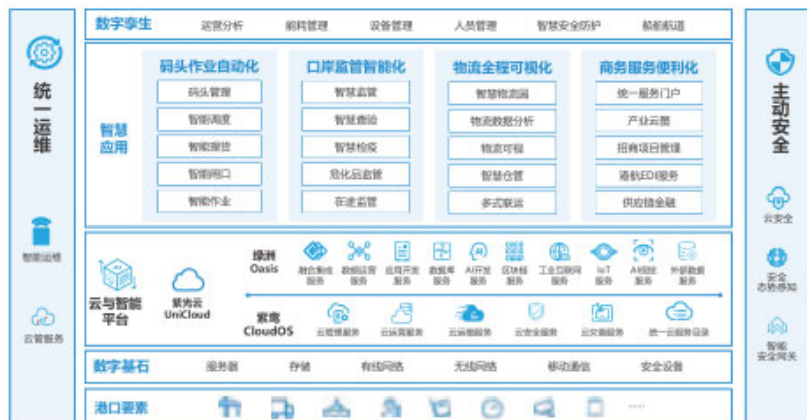 数字孪生 运营分析 能耗管理 设备管理 人员管理 智慧安全防护 船舶航道
统一运维
智能运维
云管服务
智慧应用
码头作业自动化
码头管理
智能调度
智能理货
智能闸口
智能作业
口岸监管智能化
智慧监管
智慧查验
智慧检疫
危化品监管
在途监管
物流全程可视化
智慧物流园
物流数据分析
物流可视
智慧仓管
多式联运
商务服务便利化
统一服务门户
产业云图
招商项目管理
港航EDI服务
供应链金融
云与智能平台
紫光云
UniCloud
绿洲
Oasis
融合集成服务
数据运营服务
应用开发服务
数据库服务
AI开发服务
区块链服务
工业互联网服务
IoT服务
AI视觉服务
外部数据服务
紫鸾
CloudOS
云管理服务
云运营服务
云运维服务
云安全服务
云灾备服务
统一云服务目录
数字基石 服务器 存储 有线网络 无线网络 移动通信 安全设备
港口要素
主动安全
云安全
安全态势感知
智能安全网关